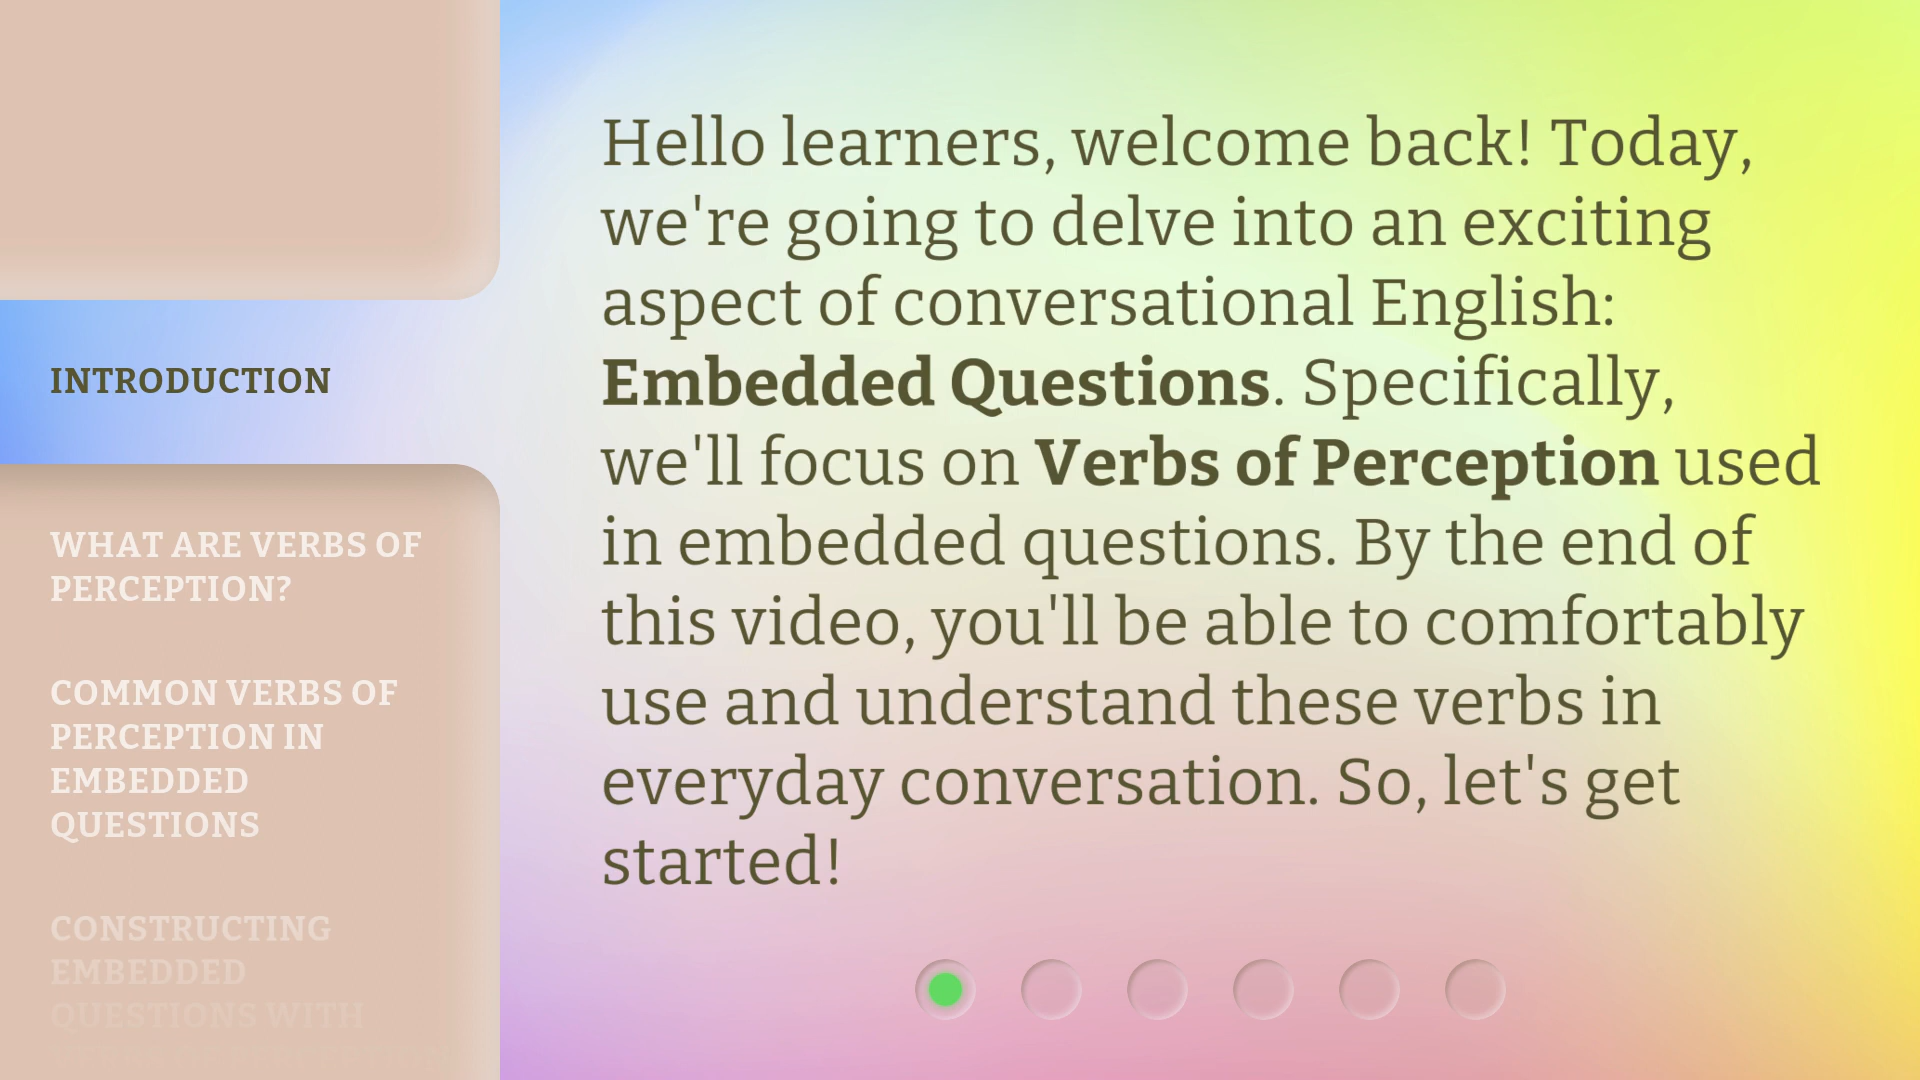 INTRODUCTION
WHAT ARE VERBS OF
PERCEPTION?
COMMON VERBS OF
PERCEPTION IN
EMBEDDED
QUESTIONS
CONSTRUCTING
EMBEDDED
QUESTIONS WITH
Hello learners, welcome back! Today,
we're going to delve into an exciting
aspect of conversational English:
Embedded Questions. Specifically,
we'll focus on Verbs of Perception used
in embedded questions. By the end of
this video, you'll be able to comfortably
use and understand these verbs in
everyday conversation. So, let's get
started!